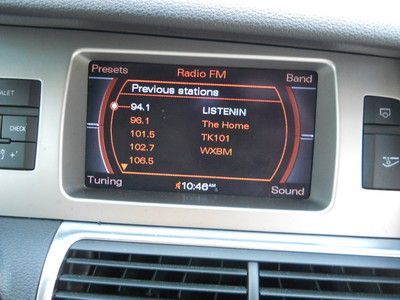 Presets
Radio FM
Band
Previous stations
94.1 LISTENIN
96.1 The Home
101.5 TK101
102.7 WXBM
106.5
Tuning
10:46AM
Sound
ALET
CHECK